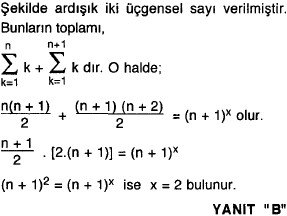 Şekilde ardışık iki üçgensel sayı verilmiştir.
Bunların toplamı,
n n+1
∑ k + ∑ k dır. O halde;
k=1 k=1
n(n + 1)/2 + (n + 1) (n + 2)/2 = (n + 1)ˣ olur.
n + 1/2 . [2.(n + 1)] = (n + 1)ˣ
(n + 1)² = (n + 1)ˣ ise x = 2 bulunur.
YANIT "B"